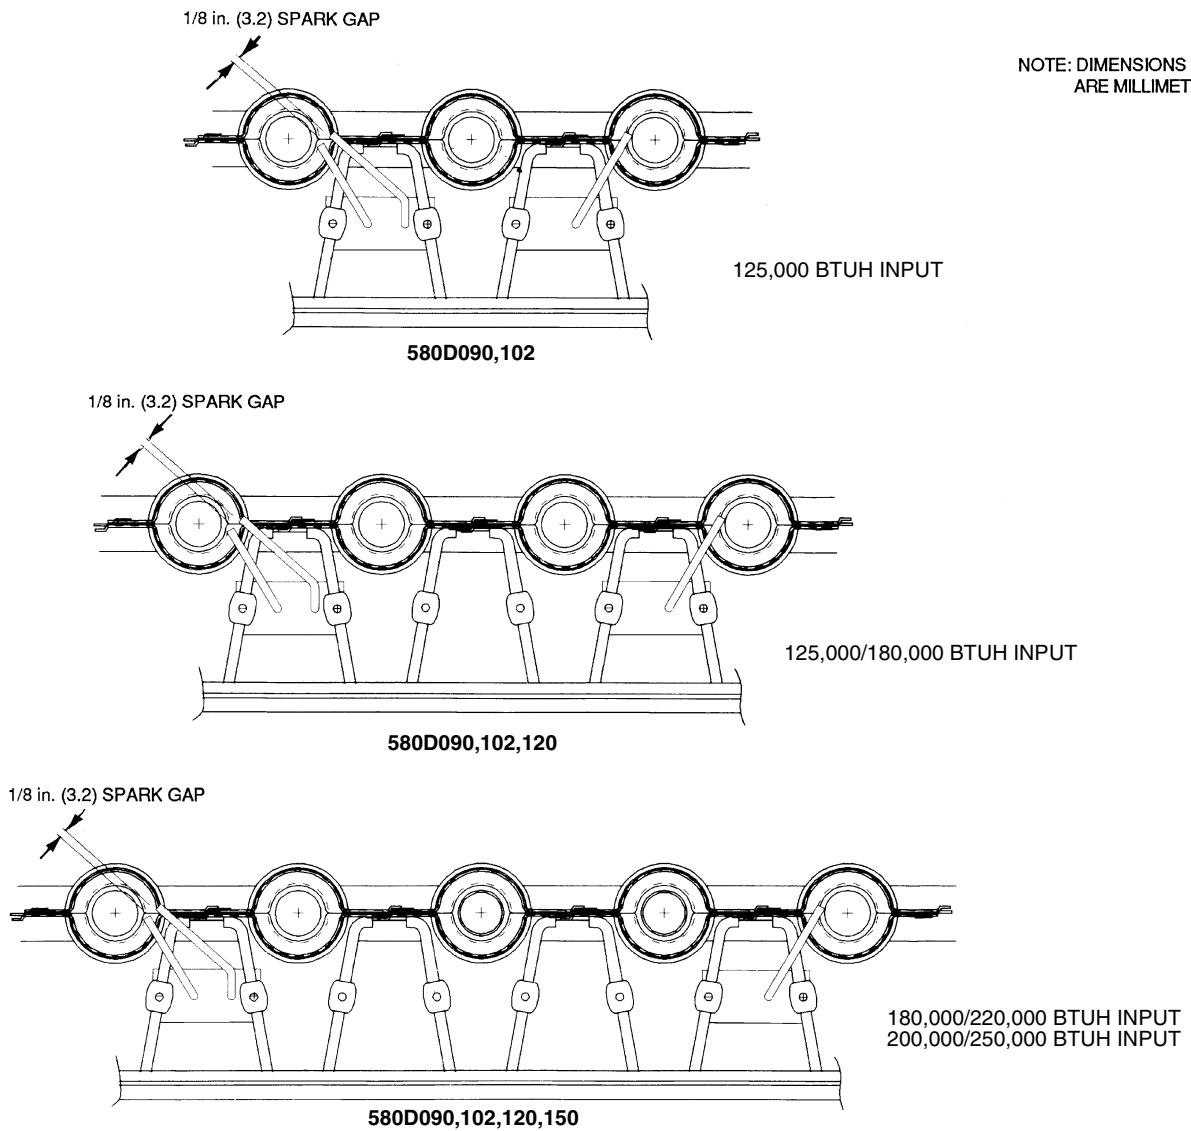 1/8 in. (3.2) SPARK GAP
NOTE: DIMENSIONS
ARE MILLIMET
125,000 BTUH INPUT
580D090,102
1/8 in. (3.2) SPARK GAP
125,000/180,000 BTUH INPUT
580D090,102,120
1/8 in. (3.2) SPARK GAP
180,000/220,000 BTUH INPUT
200,000/250,000 BTUH INPUT
580D090,102,120,150